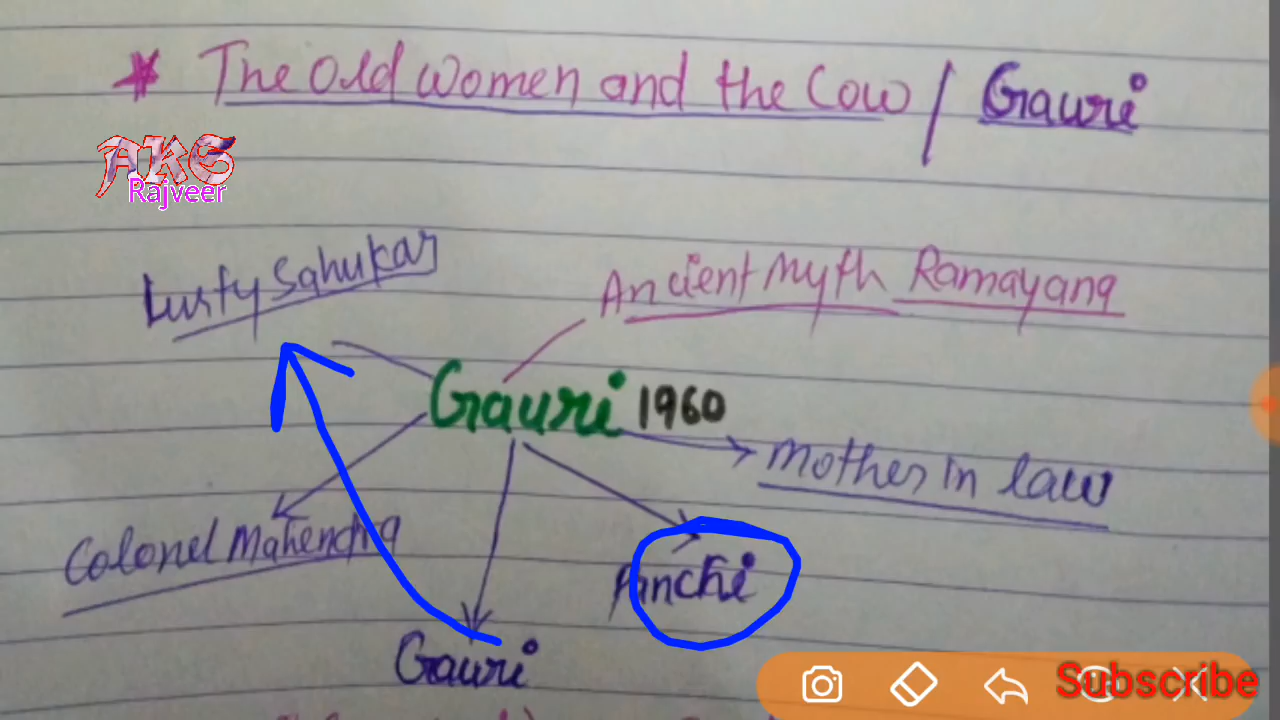 * The Old Women and the Cow / Gauri
AKS
Rajveer
Lusty Sahukar
Ancient Myth Ramayana
Gauri 1960
Mother in law
Colonel Mahendra
Panchi
Gauri
Subscribe